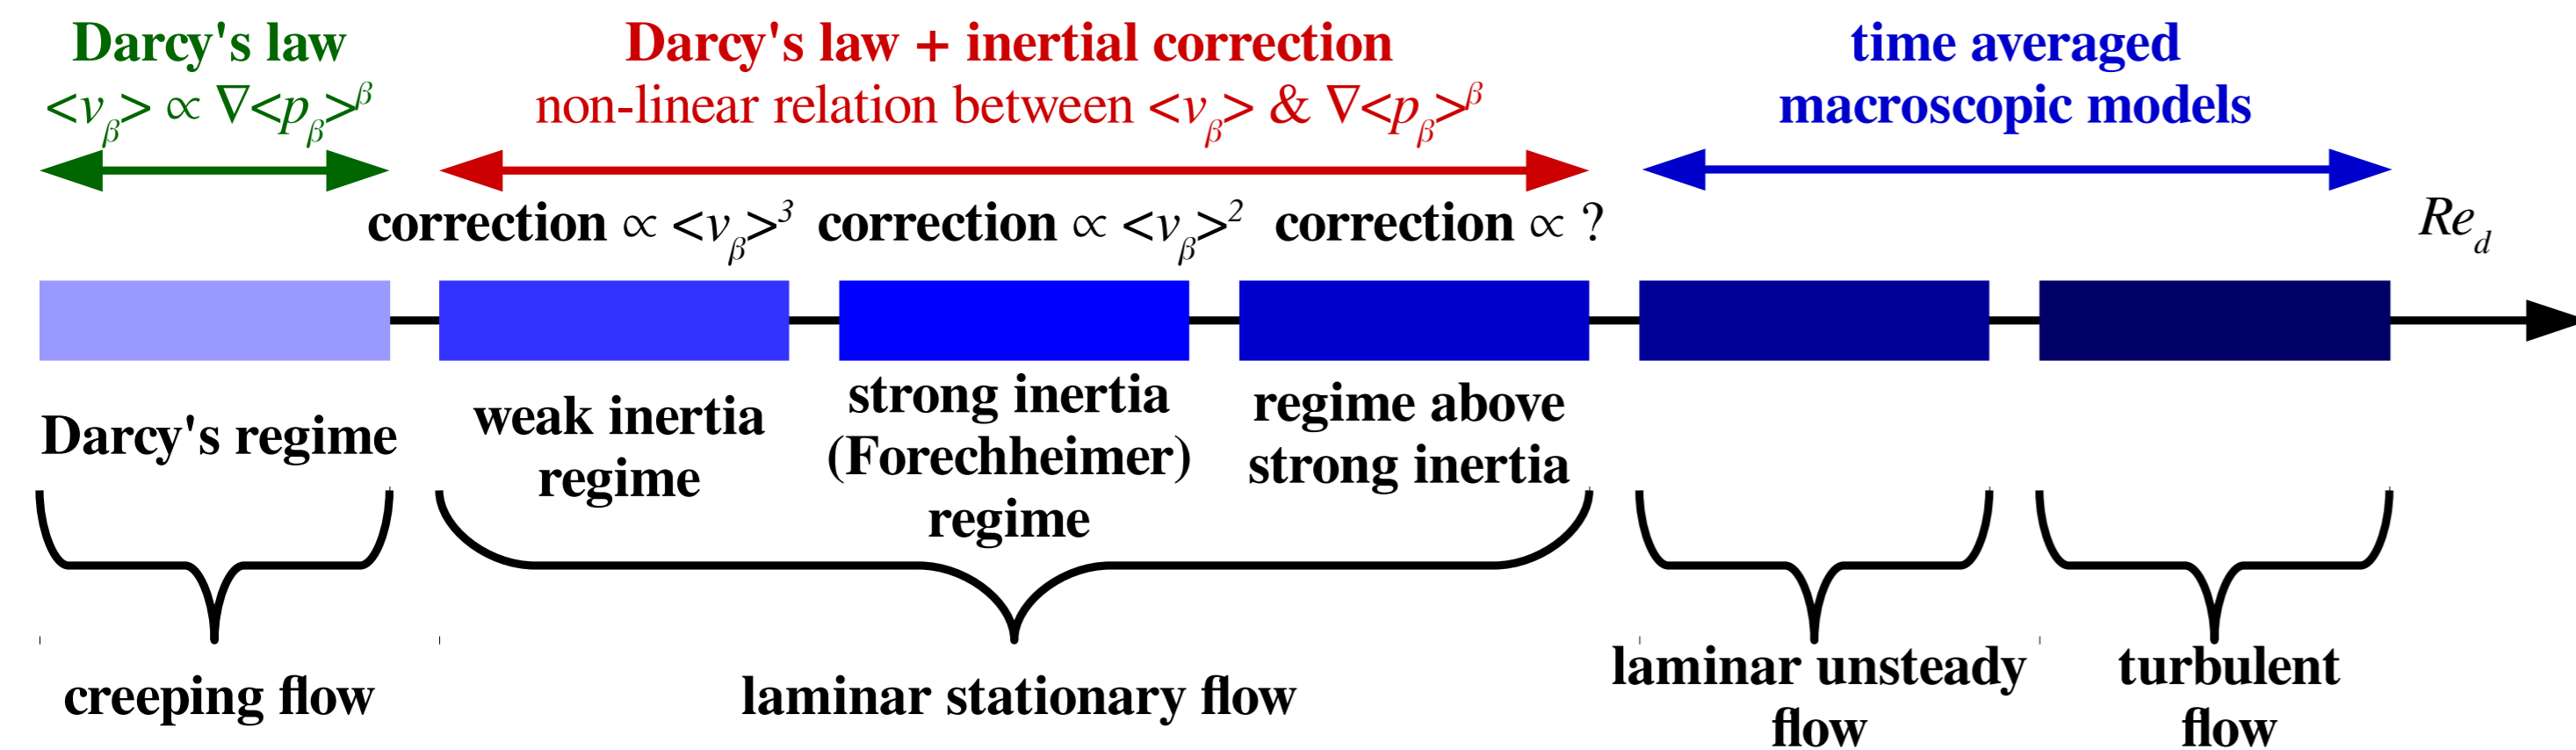 Darcy's law
<v_β> ∝ ∇<p_β>^β
Darcy's law + inertial correction
non-linear relation between <v_β> & ∇<p_β>^β
time averaged
macroscopic models
correction ∝ <v_β>^3
correction ∝ <v_β>^2
correction ∝ ?
Re_d
Darcy's regime
weak inertia
regime
strong inertia
(Forechheimer)
regime
regime above
strong inertia
creeping flow
laminar stationary flow
laminar unsteady
flow
turbulent
flow